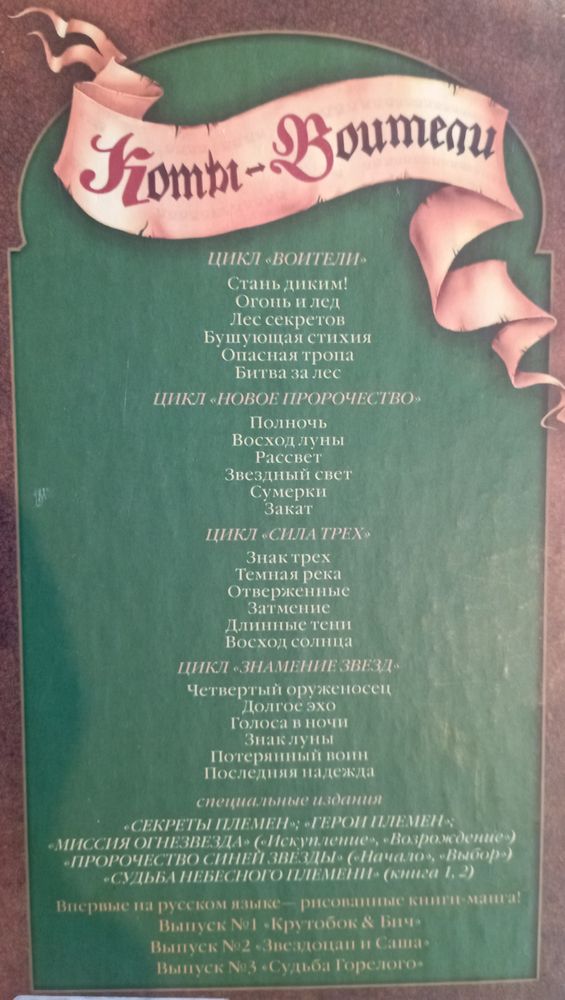 Коты-Воители
ЦИКЛ «ВОИТЕЛИ»
Стань диким!
Огонь и лед
Лес секретов
Бушующая стихия
Опасная тропа
Битва за лес
ЦИКЛ «НОВОЕ ПРОРОЧЕСТВО»
Полночь
Восход луны
Рассвет
Звездный свет
Сумерки
Закат
ЦИКЛ «СИЛА ТРЕХ»
Знак трех
Темная река
Отверженные
Затмение
Длинные тени
Восход солнца
ЦИКЛ «ЗНАМЕНИЕ ЗВЕЗД»
Четвертый оруженосец
Долгое эхо
Голоса в ночи
Знак луны
Потерянный воин
Последняя надежда
специальные издания
«СЕКРЕТЫ ПЛЕМЕН»; «ГЕРОИ ПЛЕМЕН»;
«МИССИЯ ОГНЕЗВЕЗДА» («Искупление», «Возрождение»)
«ПРОРОЧЕСТВО СИНЕЙ ЗВЕЗДЫ» («Начало», «Выбор»)
«СУДЬБА НЕБЕСНОГО ПЛЕМЕНИ» (книга 1, 2)
Впервые на русском языке — рисованные книги-манга!
Выпуск №1 «Крутобок & Бич»
Выпуск №2 «Звездоцап и Саша»
Выпуск №3 «Судьба Горелого»